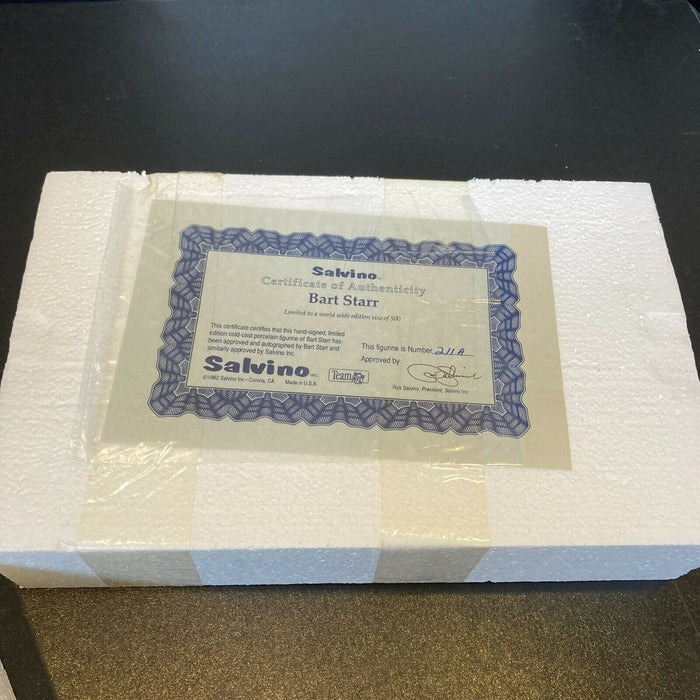 Salvino
Certificate of Authenticity
Bart Starr
Limited to a world wide edition size of 500
This certificate certifies that this hand-signed, limited
edition cold-cast porcelain figurine of Bart Starr has
been approved and autographed by Bart Starr and
similarly approved by Salvino Inc.
This figurine is Number 211A
Approved by:
Salvino INC.
©1992 Salvino Inc • Corona, CA Made in U.S.A.
Team NFL
Rick Salvino, President, Salvino Inc